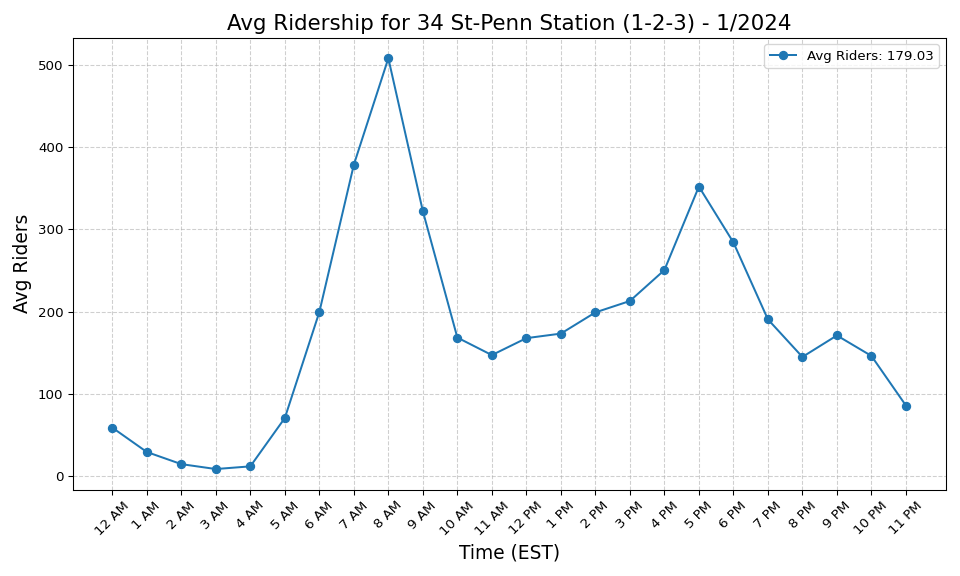 Avg Ridership for 34 St-Penn Station (1-2-3) - 1/2024
Avg Riders: 179.03
Avg Riders
500
400
300
200
100
0
12 AM
1 AM
2 AM
3 AM
4 AM
5 AM
6 AM
7 AM
8 AM
9 AM
10 AM
11 AM
12 PM
1 PM
2 PM
3 PM
4 PM
5 PM
6 PM
7 PM
8 PM
9 PM
10 PM
11 PM
Time (EST)